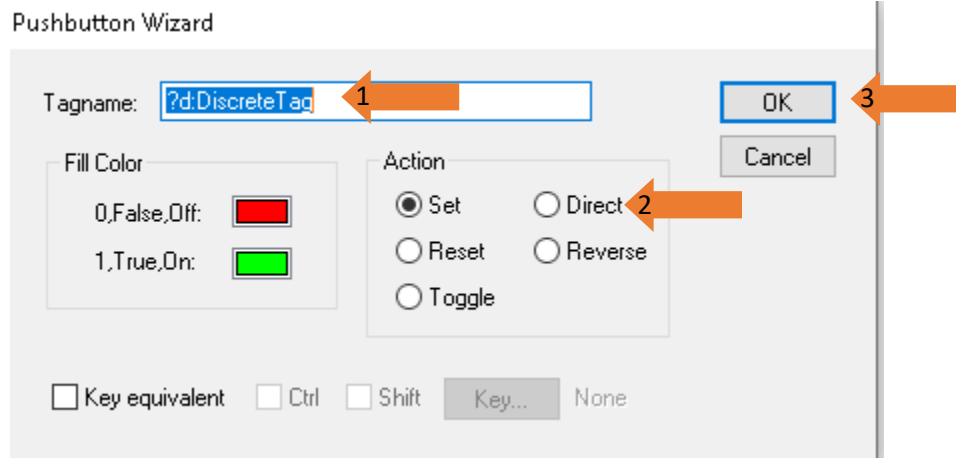 Pushbutton Wizard
Tagname: ?d:DiscreteTag 1 OK 3
Cancel
Fill Color
0,False,Off:
1,True,On:
Action
Set Direct 2
Reset Reverse
Toggle
Key equivalent Ctrl Shift Key... None